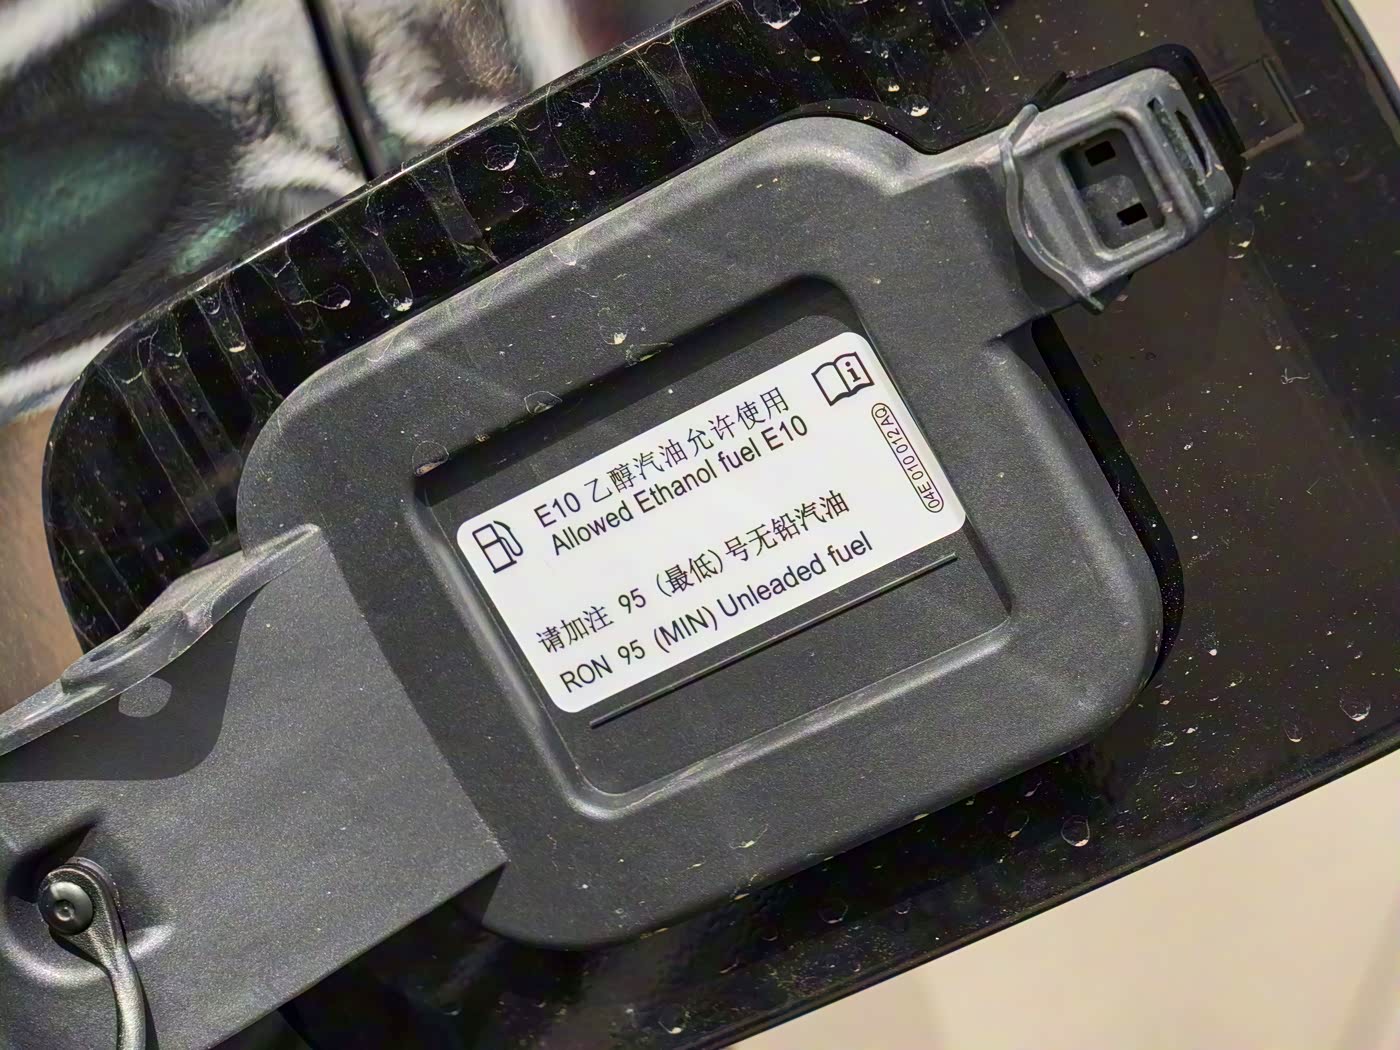 E10 乙醇汽油允许使用
Allowed Ethanol fuel E10
请加注 95 (最低)号无铅汽油
RON 95 (MIN) Unleaded fuel
04E 010 012 AQ